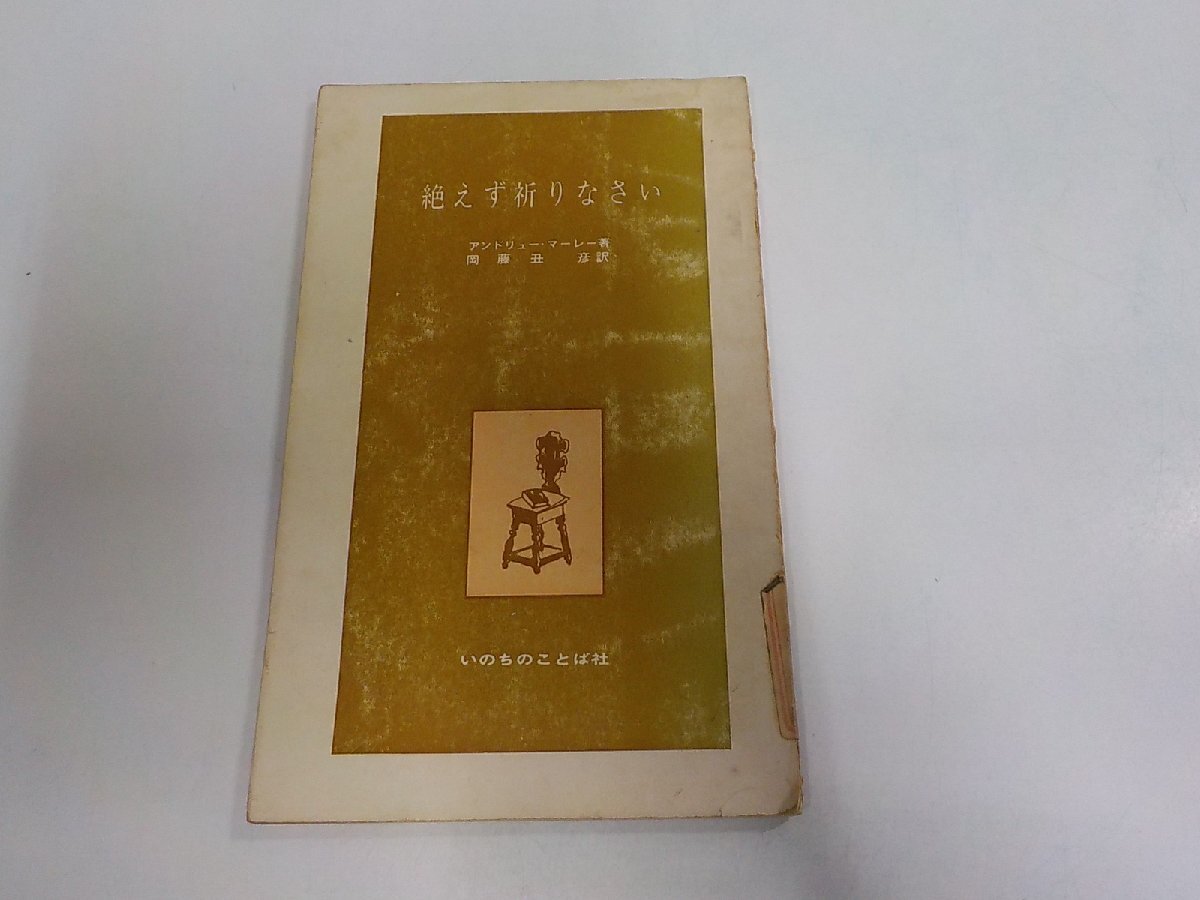 絶えず祈りなさい
アンドリュー・マーレー著
岡藤丑彦訳
いのちのことば社